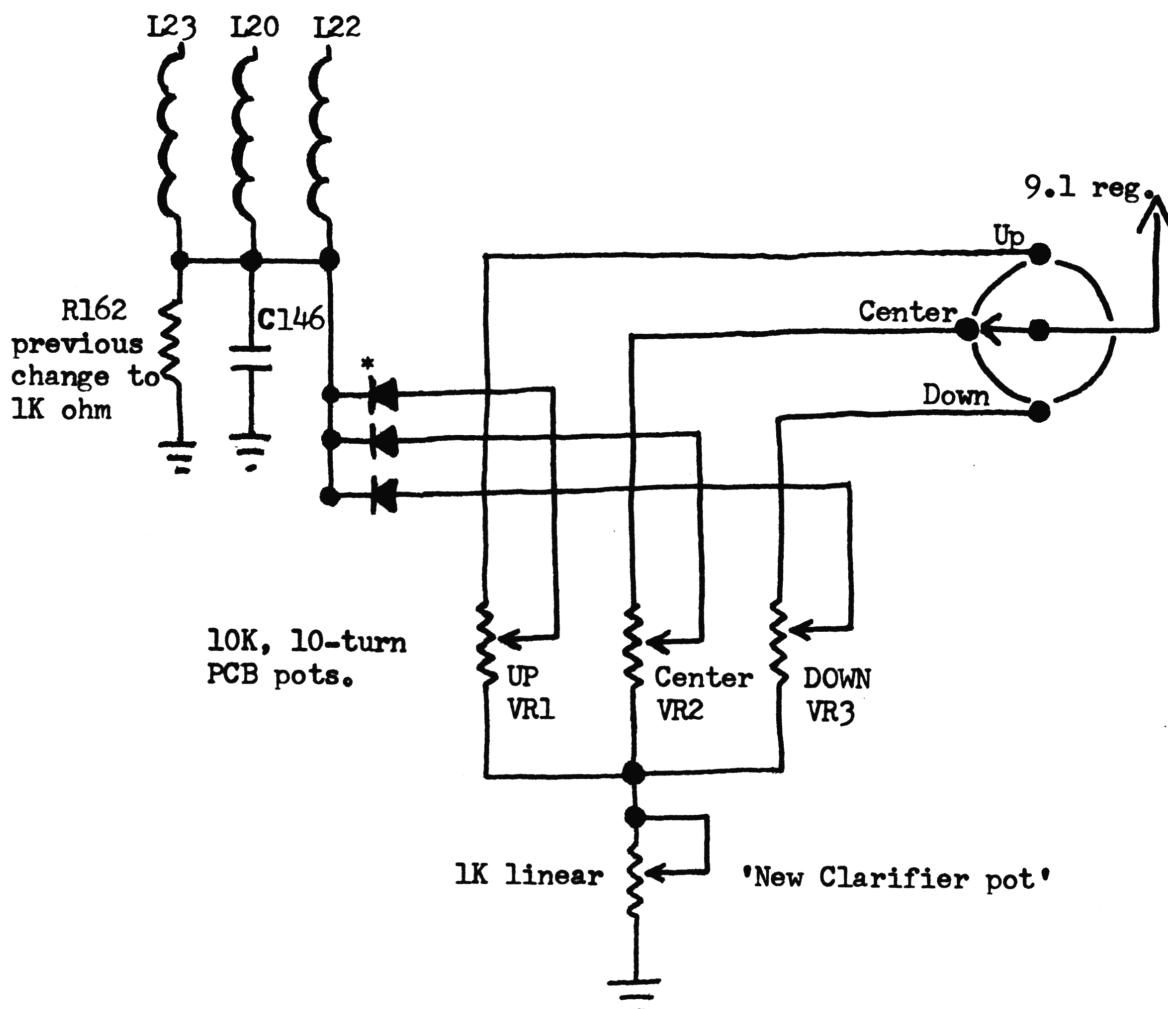 L23 L20 L22
9.1 reg.
Up
R162
previous
change to
1K ohm
C146
Center
*
Down
10K, 10-turn
PCB pots.
UP
VR1
Center
VR2
DOWN
VR3
1K linear
'New Clarifier pot'